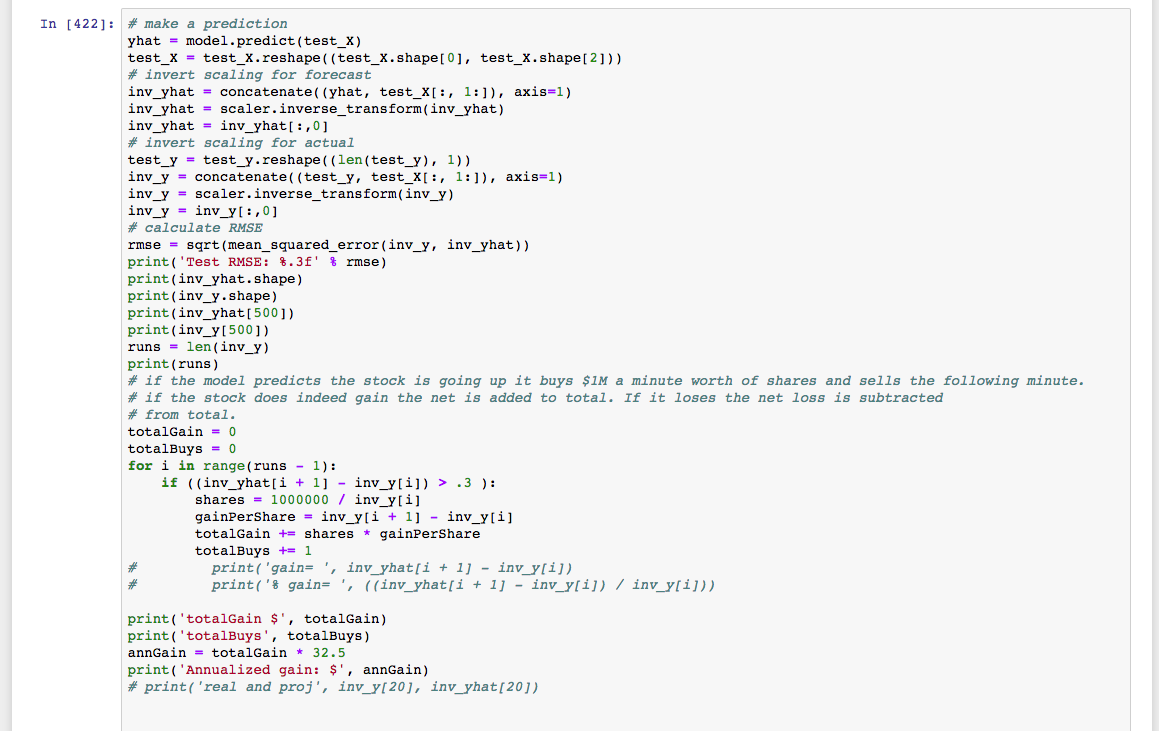 In [422]: # make a prediction
yhat = model.predict(test_X)
test_X = test_X.reshape((test_X.shape[0], test_X.shape[2]))
# invert scaling for forecast
inv_yhat = concatenate((yhat, test_X[:, 1:]), axis=1)
inv_yhat = scaler.inverse_transform(inv_yhat)
inv_yhat = inv_yhat[:,0]
# invert scaling for actual
test_y = test_y.reshape((len(test_y), 1))
inv_y = concatenate((test_y, test_X[:, 1:]), axis=1)
inv_y = scaler.inverse_transform(inv_y)
inv_y = inv_y[:,0]
# calculate RMSE
rmse = sqrt(mean_squared_error(inv_y, inv_yhat))
print('Test RMSE: %.3f' % rmse)
print(inv_yhat.shape)
print(inv_y.shape)
print(inv_yhat[500])
print(inv_y[500])
runs = len(inv_y)
print(runs)
# if the model predicts the stock is going up it buys $1M a minute worth of shares and sells the following minute.
# if the stock does indeed gain the net is added to total. If it loses the net loss is subtracted
# from total.
totalGain = 0
totalBuys = 0
for i in range(runs - 1):
    if ((inv_yhat[i + 1] - inv_y[i]) > .3 ):
        shares = 1000000 / inv_y[i]
        gainPerShare = inv_y[i + 1] - inv_y[i]
        totalGain += shares * gainPerShare
        totalBuys += 1
#         print('gain= ', inv_yhat[i + 1] - inv_y[i])
#         print('% gain= ', ((inv_yhat[i + 1] - inv_y[i]) / inv_y[i]))
print('totalGain $', totalGain)
print('totalBuys', totalBuys)
annGain = totalGain * 32.5
print('Annualized gain: $', annGain)
# print('real and proj', inv_y[20], inv_yhat[20])